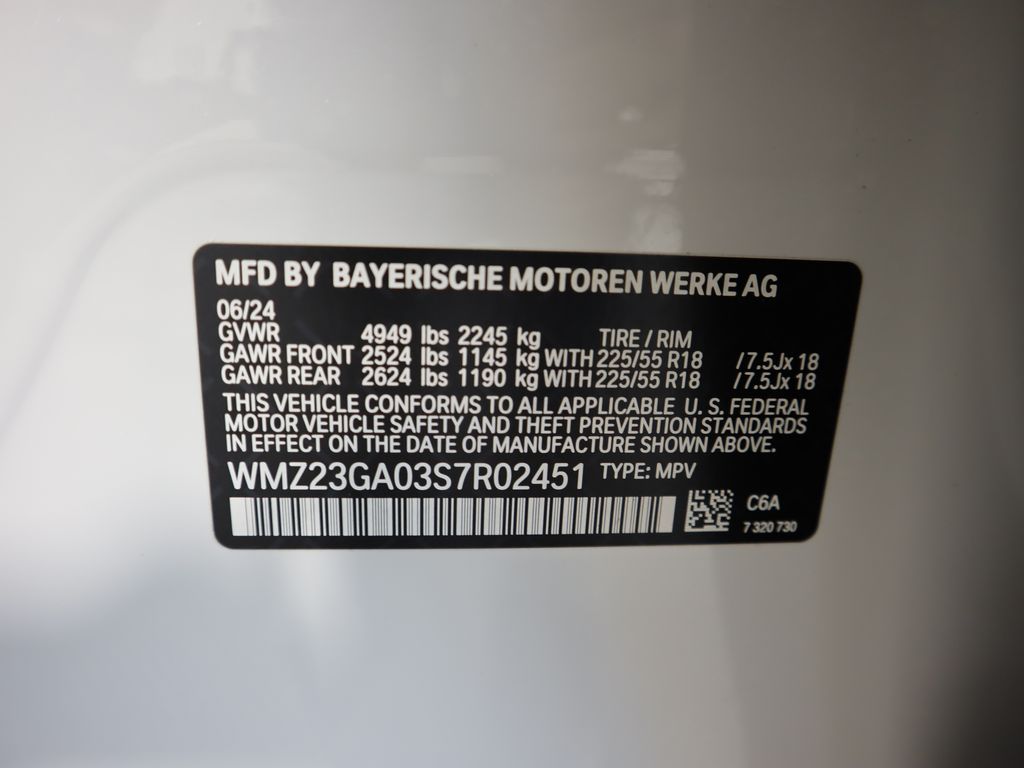 MFD BY BAYERISCHE MOTOREN WERKE AG
06/24
GVWR 4949 lbs 2245 kg TIRE / RIM
GAWR FRONT 2524 lbs 1145 kg WITH 225/55 R18 /7.5Jx 18
GAWR REAR 2624 lbs 1190 kg WITH 225/55 R18 /7.5Jx 18
THIS VEHICLE CONFORMS TO ALL APPLICABLE U. S. FEDERAL
MOTOR VEHICLE SAFETY AND THEFT PREVENTION STANDARDS
IN EFFECT ON THE DATE OF MANUFACTURE SHOWN ABOVE.
WMZ23GA03S7R02451 TYPE: MPV
C6A
7 320 730